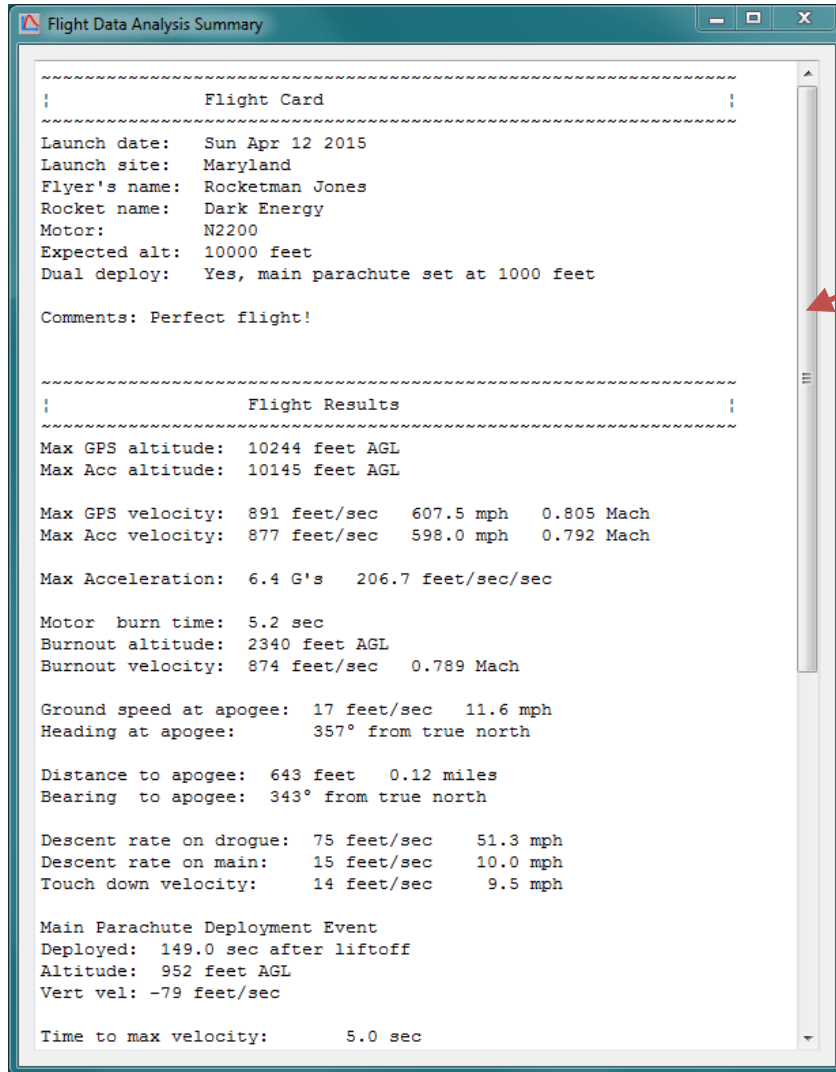 Flight Data Analysis Summary
~~~~~~~~~~~~~~~~~~~~~~~~~~~~~~~~~~~~~~~~~~~~~~~~~~~~~~~~~~~~~~~~
¦              Flight Card                                     ¦
~~~~~~~~~~~~~~~~~~~~~~~~~~~~~~~~~~~~~~~~~~~~~~~~~~~~~~~~~~~~~~~~
Launch date:   Sun Apr 12 2015
Launch site:   Maryland
Flyer's name:  Rocketman Jones
Rocket name:   Dark Energy
Motor:         N2200
Expected alt:  10000 feet
Dual deploy:   Yes, main parachute set at 1000 feet
Comments: Perfect flight!
~~~~~~~~~~~~~~~~~~~~~~~~~~~~~~~~~~~~~~~~~~~~~~~~~~~~~~~~~~~~~~~~
¦                  Flight Results                              ¦
~~~~~~~~~~~~~~~~~~~~~~~~~~~~~~~~~~~~~~~~~~~~~~~~~~~~~~~~~~~~~~~~
Max GPS altitude:  10244 feet AGL
Max Acc altitude:  10145 feet AGL
Max GPS velocity:  891 feet/sec   607.5 mph   0.805 Mach
Max Acc velocity:  877 feet/sec   598.0 mph   0.792 Mach
Max Acceleration:  6.4 G's   206.7 feet/sec/sec
Motor  burn time:  5.2 sec
Burnout altitude:  2340 feet AGL
Burnout velocity:  874 feet/sec   0.789 Mach
Ground speed at apogee:  17 feet/sec   11.6 mph
Heading at apogee:       357° from true north
Distance to apogee:  643 feet   0.12 miles
Bearing  to apogee:  343° from true north
Descent rate on drogue:  75 feet/sec    51.3 mph
Descent rate on main:    15 feet/sec    10.0 mph
Touch down velocity:     14 feet/sec     9.5 mph
Main Parachute Deployment Event
Deployed:  149.0 sec after liftoff
Altitude:  952 feet AGL
Vert vel: -79 feet/sec
Time to max velocity:       5.0 sec